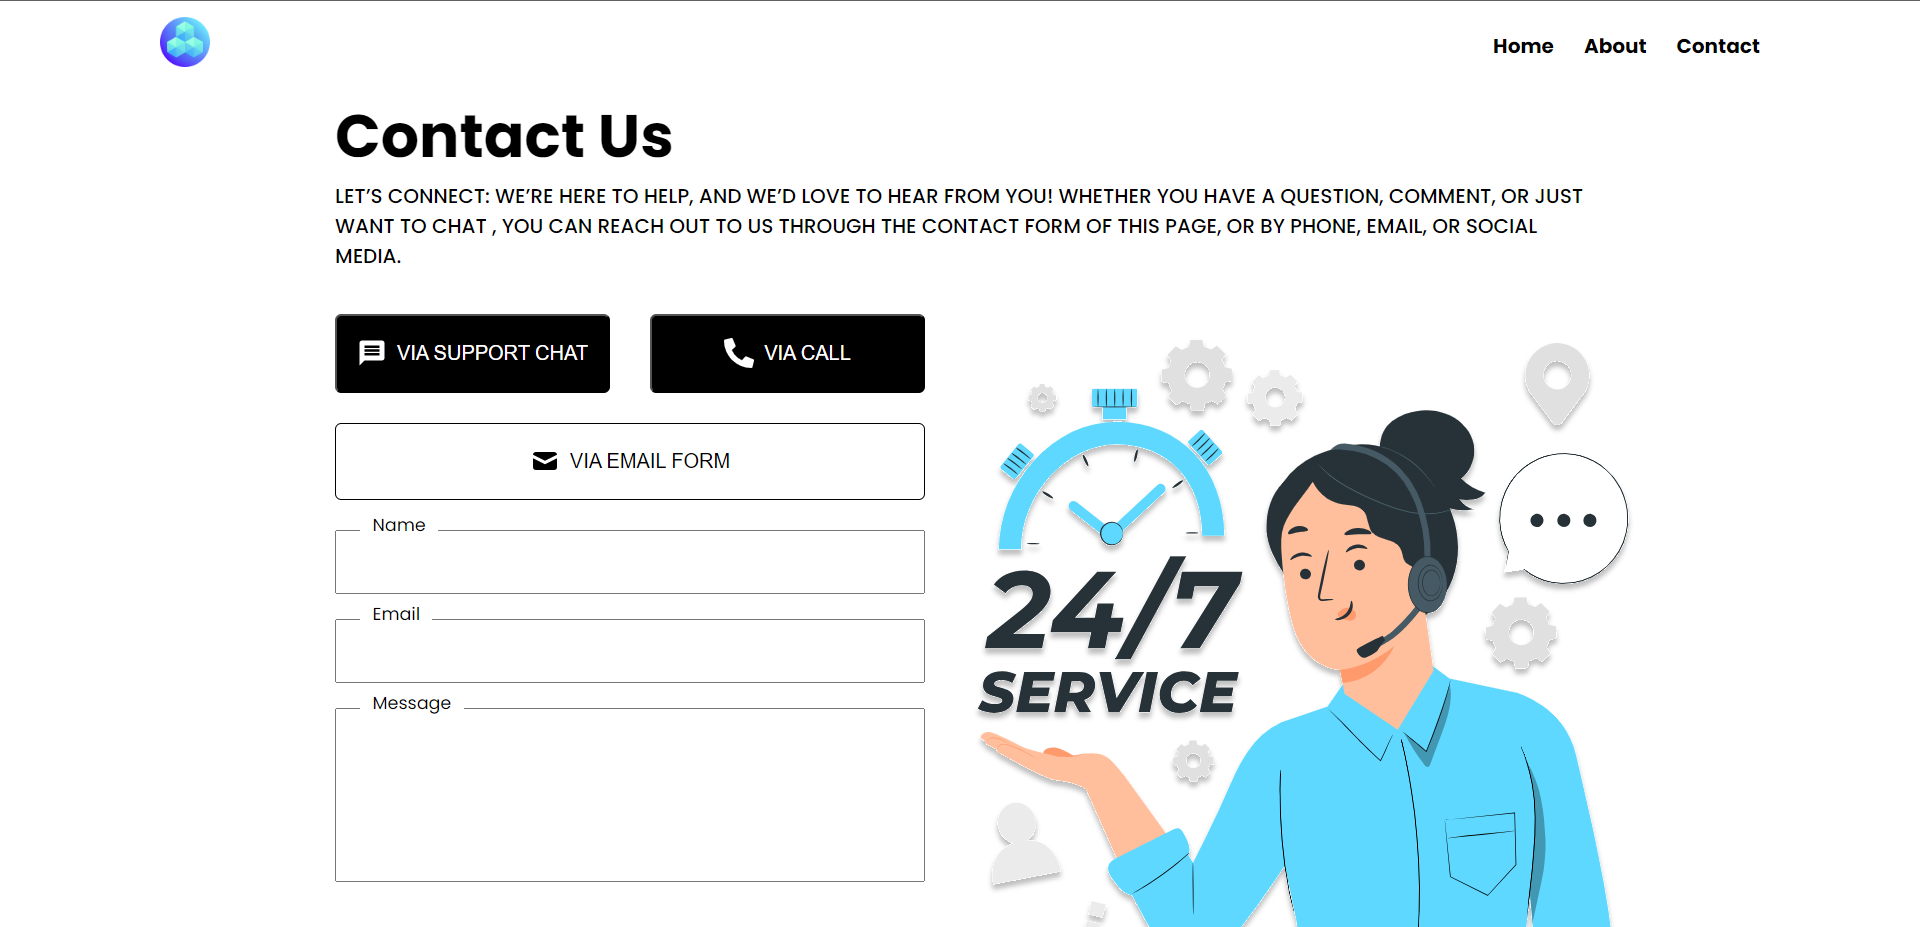 Home About Contact
Contact Us
LET’S CONNECT: WE’RE HERE TO HELP, AND WE’D LOVE TO HEAR FROM YOU! WHETHER YOU HAVE A QUESTION, COMMENT, OR JUST
WANT TO CHAT , YOU CAN REACH OUT TO US THROUGH THE CONTACT FORM OF THIS PAGE, OR BY PHONE, EMAIL, OR SOCIAL
MEDIA.
VIA SUPPORT CHAT
VIA CALL
VIA EMAIL FORM
Name
Email
Message
24/7
SERVICE